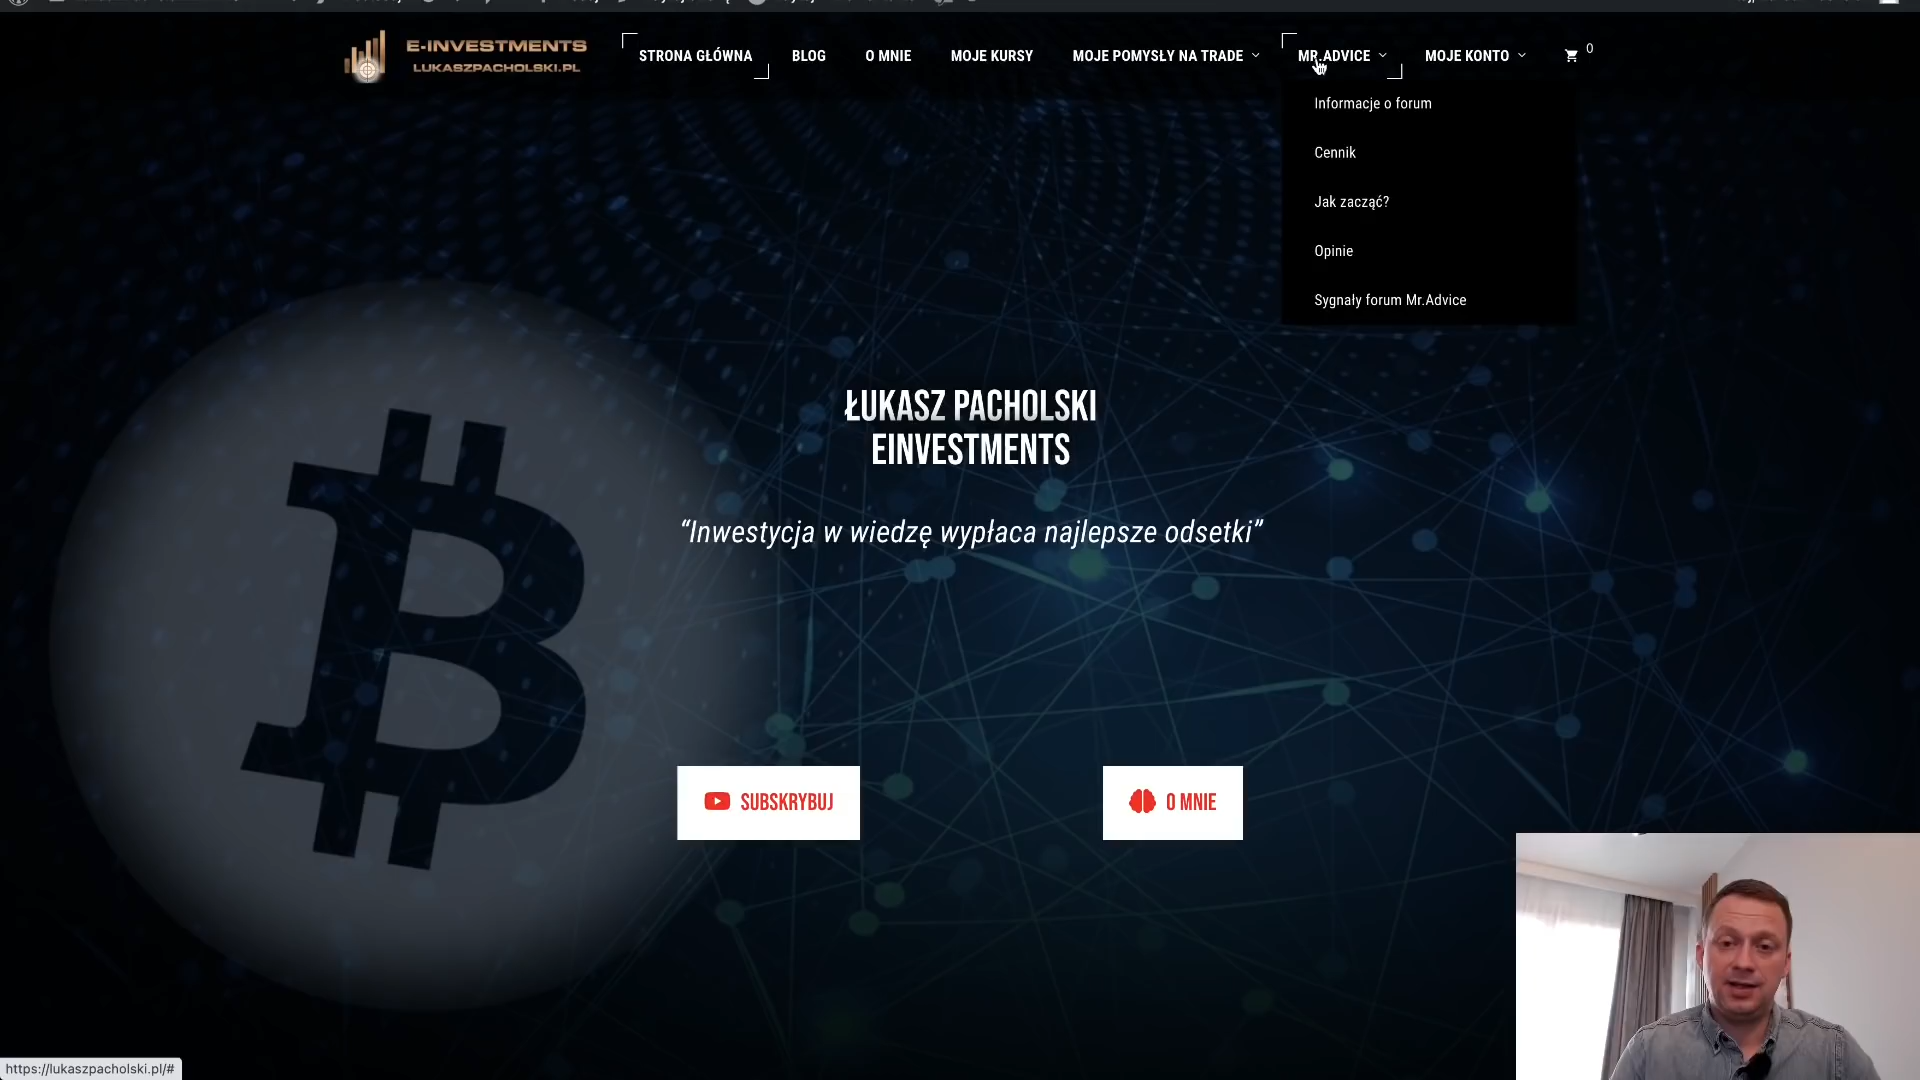 E-INVESTMENTS
LUKASZPACHOLSKI.PL
STRONA GŁÓWNA
BLOG
O MNIE
MOJE KURSY
MOJE POMYSŁY NA TRADE
MR.ADVICE
MOJE KONTO
0
Informacje o forum
Cennik
Jak zacząć?
Opinie
Sygnały forum Mr.Advice
ŁUKASZ PACHOLSKI
EINVESTMENTS
“Inwestycja w wiedzę wypłaca najlepsze odsetki”
SUBSKRYBUJ
O MNIE
https://lukaszpacholski.pl/#